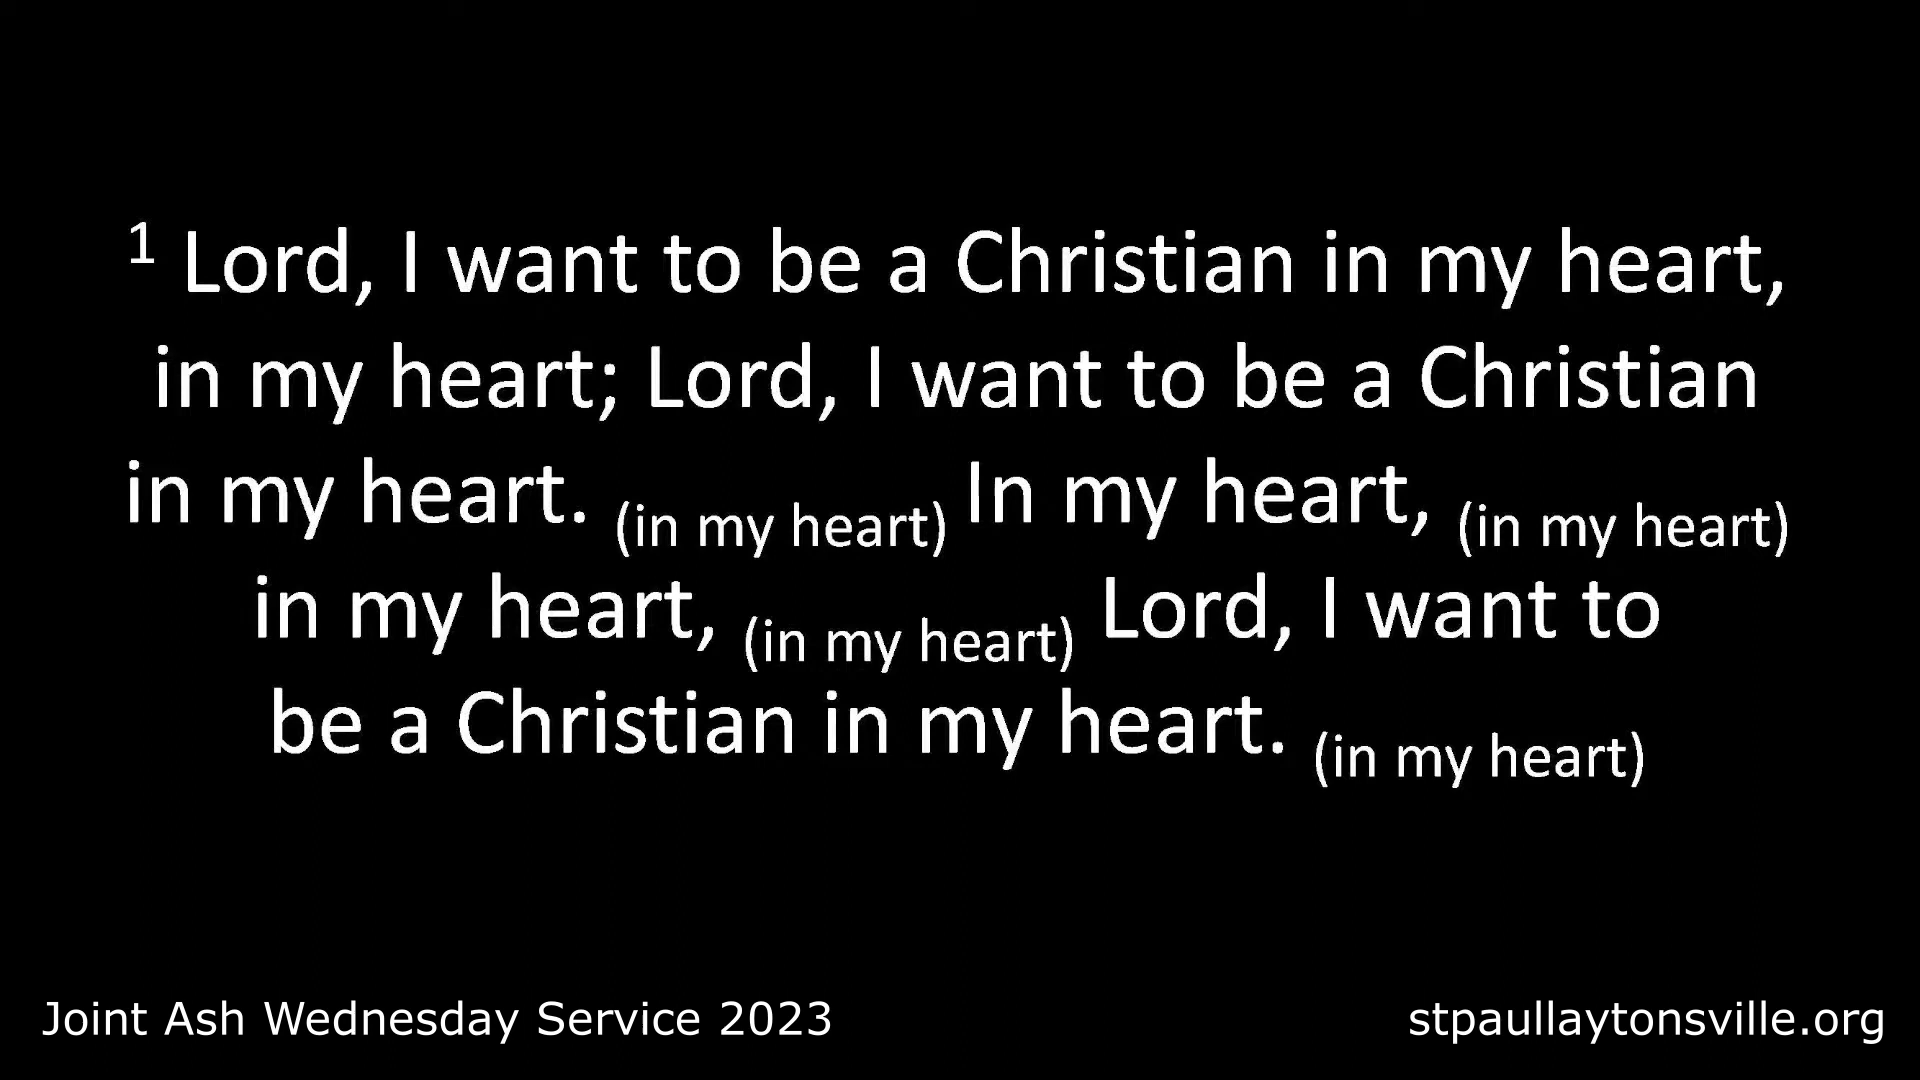 1 Lord, I want to be a Christian in my heart,
in my heart; Lord, I want to be a Christian
in my heart. (in my heart) In my heart, (in my heart)
in my heart, (in my heart) Lord, I want to
be a Christian in my heart. (in my heart)
Joint Ash Wednesday Service 2023
stpaullaytonsville.org